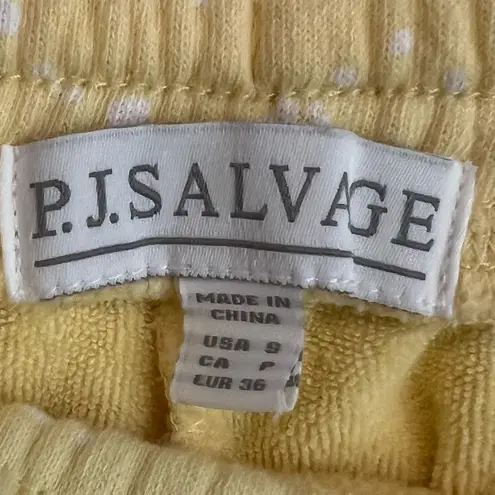 P.J.SALVAGE
MADE IN
CHINA
USA S
CA P
EUR 36